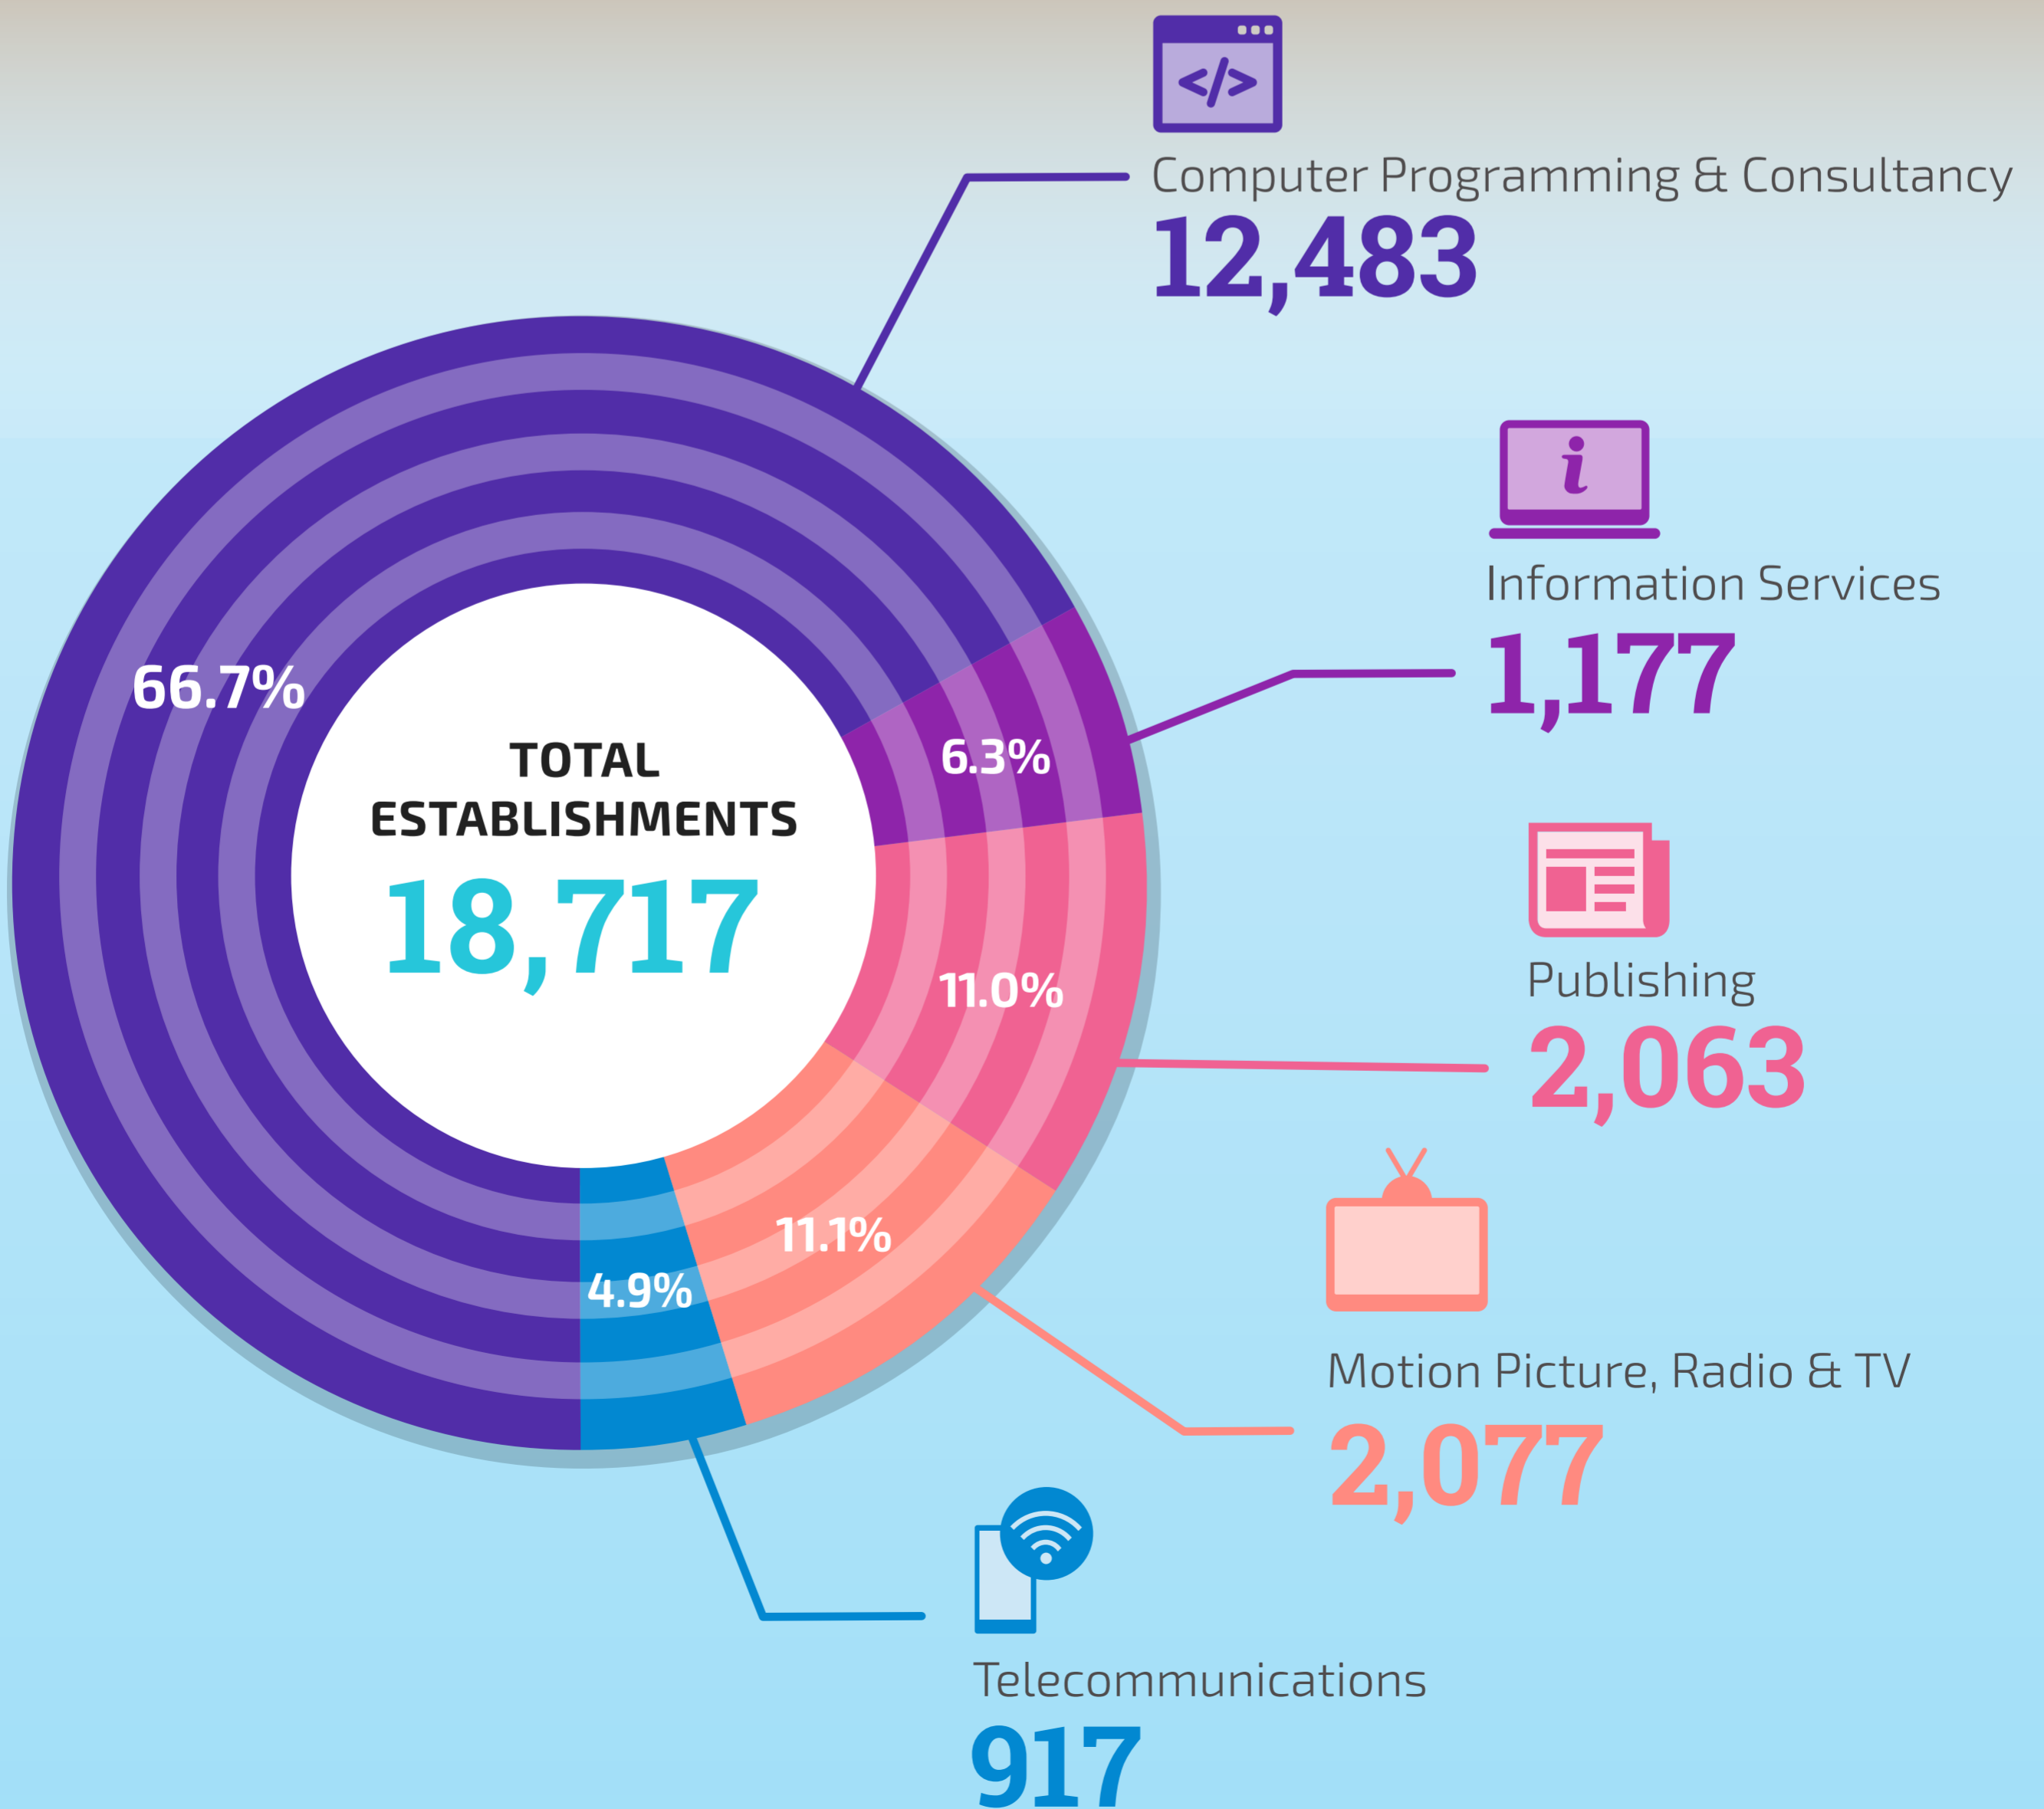 Computer Programming & Consultancy
12,483
Information Services
1,177
66.7%
6.3%
TOTAL
ESTABLISHMENTS
18,717
Publishing
2,063
11.0%
11.1%
4.9%
Motion Picture, Radio & TV
2,077
Telecommunications
917